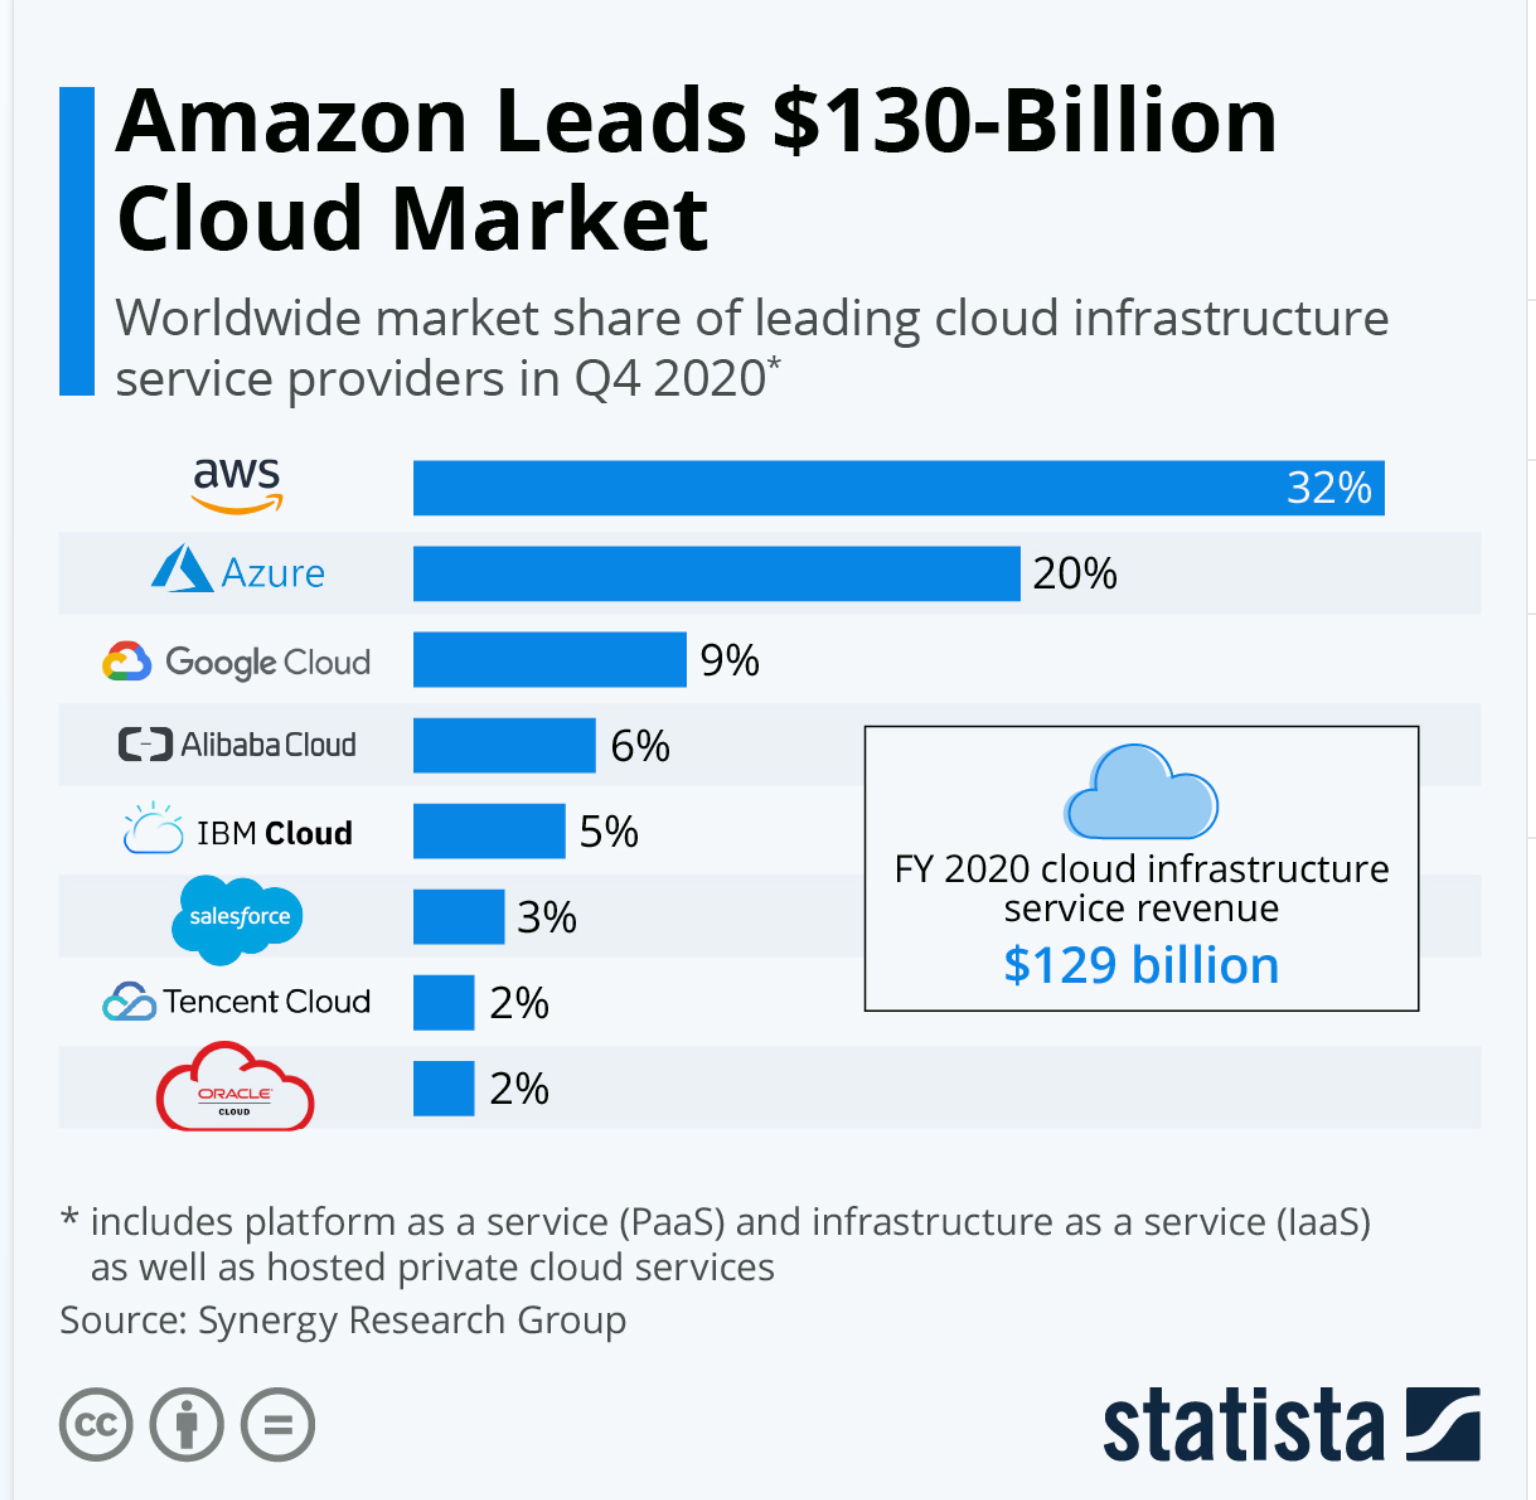 Amazon Leads $130-Billion
Cloud Market
Worldwide market share of leading cloud infrastructure
service providers in Q4 2020*
aws
32%
Azure
20%
Google Cloud
9%
Alibaba Cloud
6%
IBM Cloud
5%
salesforce
3%
Tencent Cloud
2%
ORACLE
CLOUD
2%
FY 2020 cloud infrastructure
service revenue
$129 billion
* includes platform as a service (PaaS) and infrastructure as a service (IaaS)
as well as hosted private cloud services
Source: Synergy Research Group
cc
statista